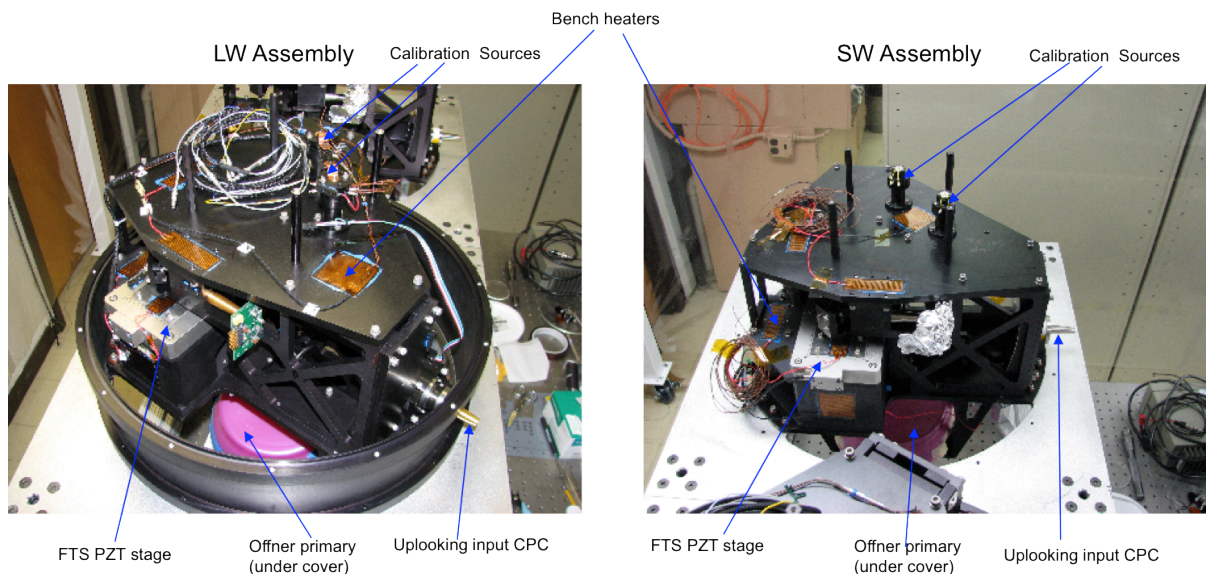 Bench heaters
LW Assembly
Calibration Sources
SW Assembly
Calibration Sources
FTS PZT stage
Offner primary
(under cover)
Uplooking input CPC
FTS PZT stage
Offner primary
(under cover)
Uplooking input CPC